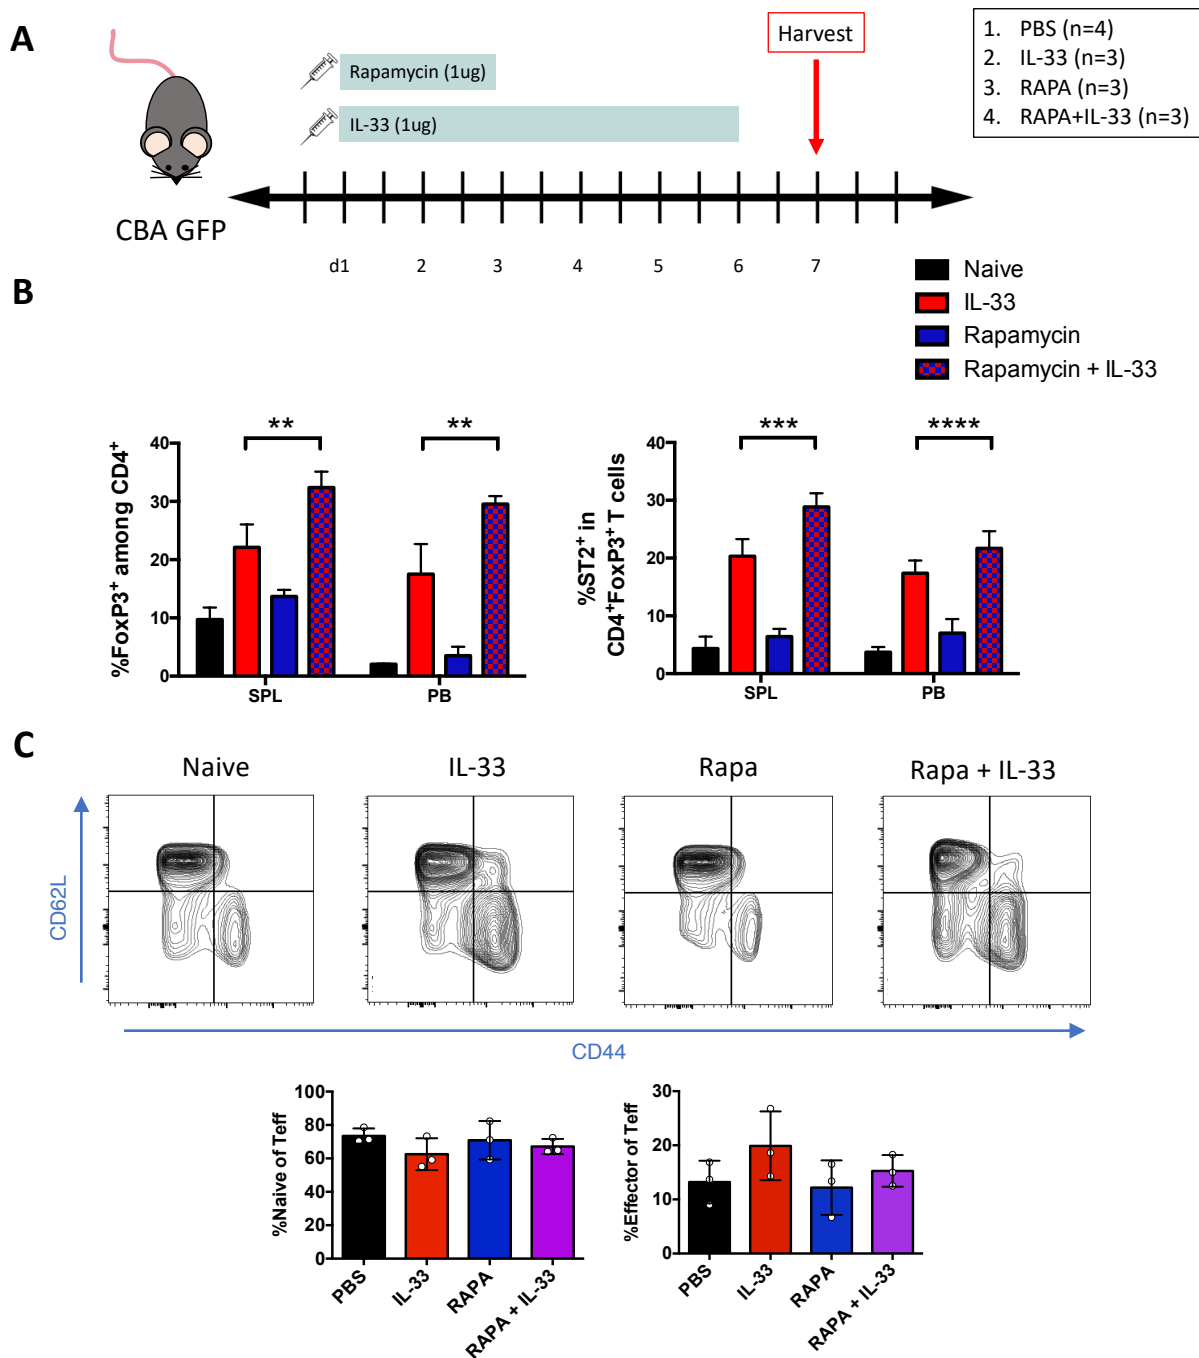 A
Harvest
1. PBS (n=4)
2. IL-33 (n=3)
3. RAPA (n=3)
4. RAPA+IL-33 (n=3)
Rapamycin (1ug)
IL-33 (1ug)
CBA GFP
d1 2 3 4 5 6 7
B
Naive
IL-33
Rapamycin
Rapamycin + IL-33
%FoxP3⁺ among CD4⁺
40
30
20
10
0
** **
SPL PB
%ST2⁺ in
CD4⁺FoxP3⁺ T cells
40
30
20
10
0
*** ****
SPL PB
C
Naive IL-33 Rapa Rapa + IL-33
CD62L
CD44
%Naive of Teff
100
80
60
40
20
0
PBS
IL-33
RAPA
RAPA + IL-33
%Effector of Teff
30
20
10
0
PBS
IL-33
RAPA
RAPA + IL-33